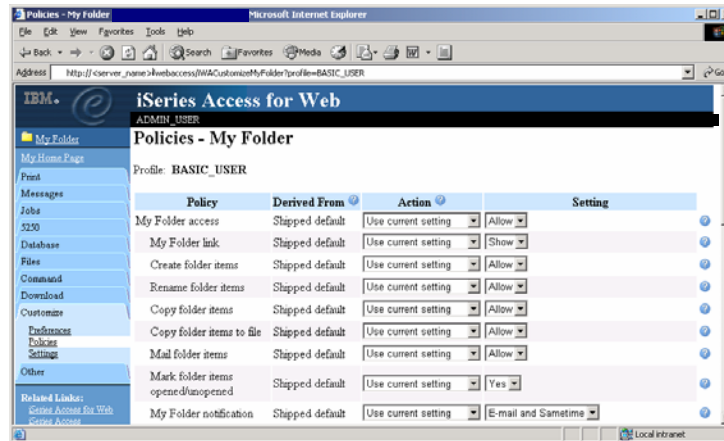 Policies - My Folder Microsoft Internet Explorer
File Edit View Favorites Tools Help
Back Search Favorites Media
Address http://<server_name>/webaccess/iWACustomizeMyFolder?profile=BASIC_USER Go
IBM. iSeries Access for Web
ADMIN_USER
My Folder
My Home Page
Print
Messages
Jobs
5250
Database
Files
Command
Download
Customize
Preferences
Policies
Settings
Other
Related Links:
iSeries Access for Web
iSeries Access
Policies - My Folder
Profile: BASIC_USER
Policy Derived From Action Setting
My Folder access Shipped default Use current setting Allow
My Folder link Shipped default Use current setting Show
Create folder items Shipped default Use current setting Allow
Rename folder items Shipped default Use current setting Allow
Copy folder items Shipped default Use current setting Allow
Copy folder items to file Shipped default Use current setting Allow
Mail folder items Shipped default Use current setting Allow
Mark folder items opened/unopened Shipped default Use current setting Yes
My Folder notification Shipped default Use current setting E-mail and Sametime
Local intranet